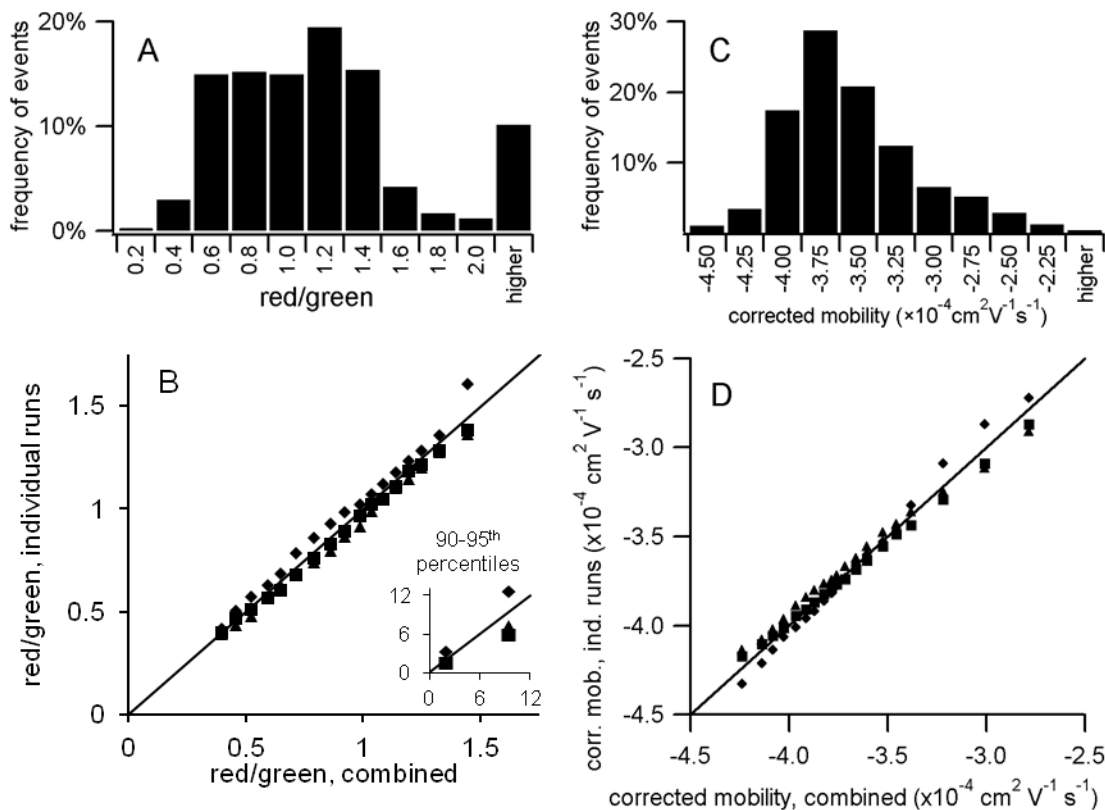 A
frequency of events
20%
10%
0%
0.2 0.4 0.6 0.8 1.0 1.2 1.4 1.6 1.8 2.0 higher
red/green
C
frequency of events
30%
20%
10%
-4.50 -4.25 -4.00 -3.75 -3.50 -3.25 -3.00 -2.75 -2.50 -2.25 higher
corrected mobility (×10⁻⁴cm²V⁻¹s⁻¹)
B
red/green, individual runs
1.5
1
0.5
0
0 0.5 1 1.5
red/green, combined
90-95th
percentiles
12
6
0
0 6 12
D
corr. mob., ind. runs (x10⁻⁴ cm² V⁻¹ s⁻¹)
-2.5
-3.0
-3.5
-4.0
-4.5
-4.5 -4.0 -3.5 -3.0 -2.5
corrected mobility, combined (x10⁻⁴ cm² V⁻¹ s⁻¹)